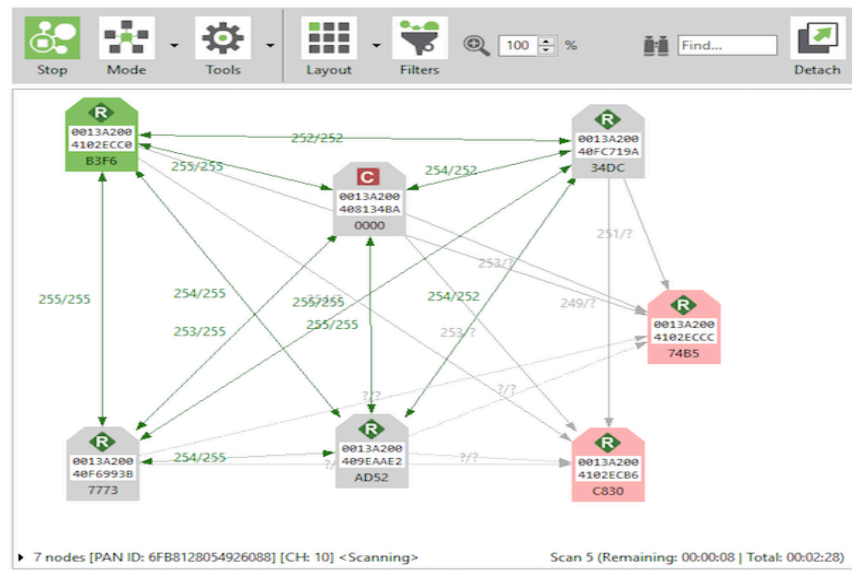 100 %
Find...
Stop
Mode
Tools
Layout
Filters
Detach
R
0013A200
4102ECC0
B3F6
R
0013A200
40FC719A
34DC
252/252
255/255
254/252
C
0013A200
408134BA
0000
251/?
253/?
255/255
254/255
255/255
254/252
249/?
253/255
255/255
253/?
R
0013A200
4102ECCC
74B5
?/?
?/?
R
0013A200
40F6993B
7773
254/255
?/
R
0013A200
409EAAE2
AD52
?/?
R
0013A200
4102ECB6
C830
7 nodes [PAN ID: 6FB8128054926088] [CH: 10] <Scanning>
Scan 5 (Remaining: 00:00:08 | Total: 00:02:28)